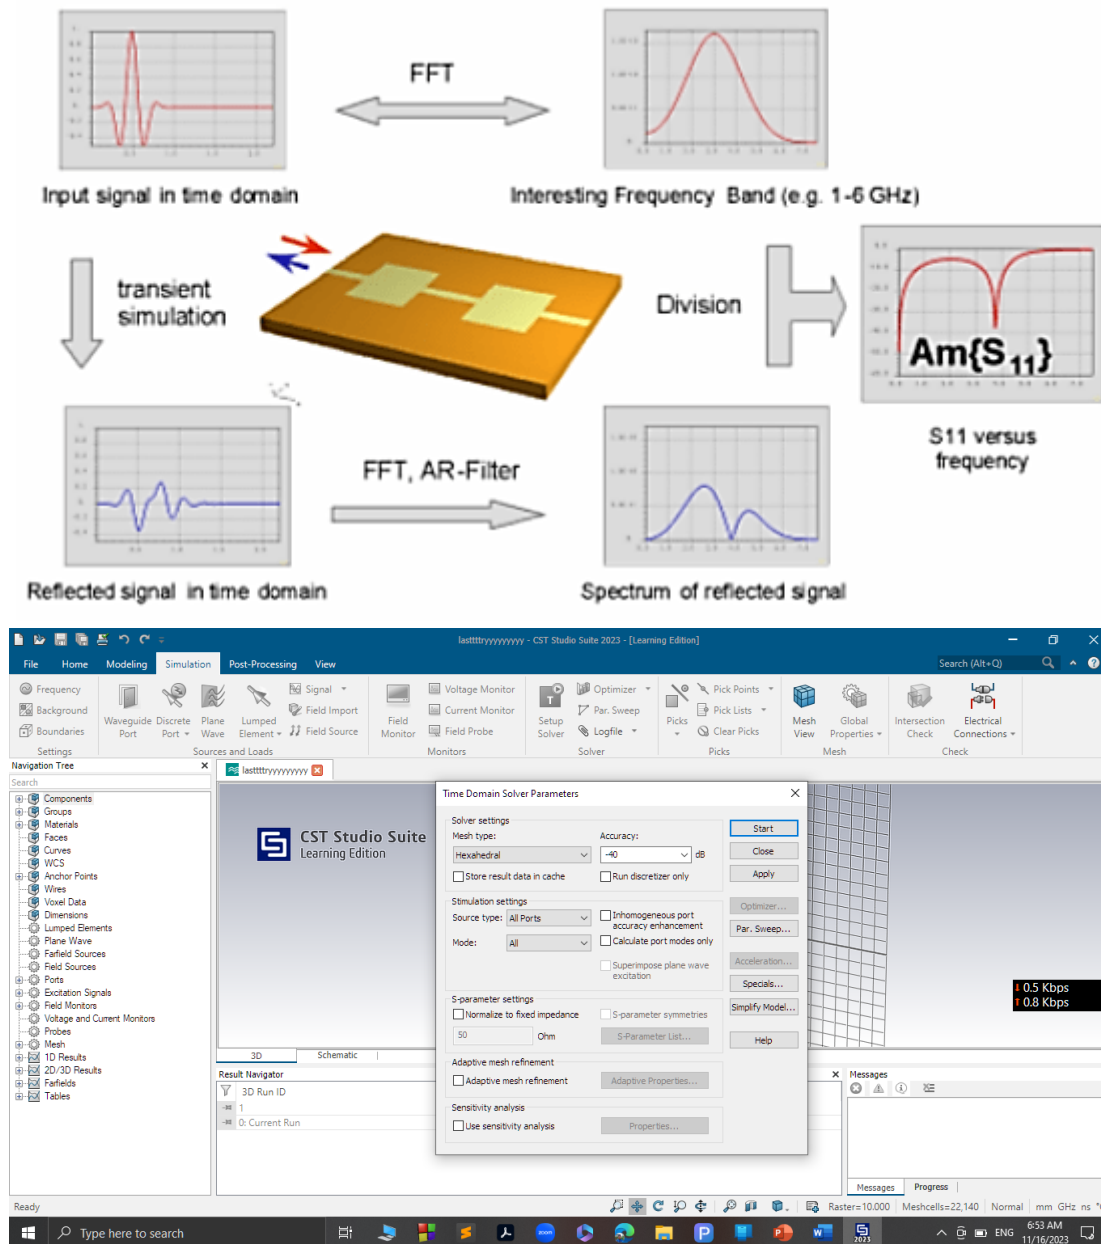 FFT
Input signal in time domain
Interesting Frequency Band (e.g. 1-6 GHz)
transient
simulation
Division
Am{S11}
S11 versus
frequency
FFT, AR-Filter
Reflected signal in time domain
Spectrum of reflected signal
lasttttryyyyyyyyy - CST Studio Suite 2023 - [Learning Edition]
File Home Modeling Simulation Post-Processing View
Search (Alt+Q)
Frequency
Background
Boundaries
Settings
Waveguide Port
Discrete Port
Plane Wave
Lumped Element
Signal
Field Import
Field Source
Sources and Loads
Field Monitor
Voltage Monitor
Current Monitor
Field Probe
Monitors
Setup Solver
Optimizer
Par. Sweep
Logfile
Solver
Picks
Pick Points
Pick Lists
Clear Picks
Picks
Mesh View
Global Properties
Mesh
Intersection Check
Electrical Connections
Check
Navigation Tree
Search
Components
Groups
Materials
Faces
Curves
WCS
Anchor Points
Wires
Voxel Data
Dimensions
Lumped Elements
Plane Wave
Farfield Sources
Field Sources
Ports
Excitation Signals
Field Monitors
Voltage and Current Monitors
Probes
Mesh
1D Results
2D/3D Results
Farfields
Tables
lasttttryyyyyyyyy
CST Studio Suite
Learning Edition
Time Domain Solver Parameters
Solver settings
Mesh type:
Accuracy:
Hexahedral
-40 dB
Store result data in cache
Run discretizer only
Stimulation settings
Source type: All Ports
Inhomogeneous port
accuracy enhancement
Mode: All
Calculate port modes only
Superimpose plane wave
excitation
S-parameter settings
Normalize to fixed impedance
S-parameter symmetries
50 Ohm
S-Parameter List...
Adaptive mesh refinement
Adaptive mesh refinement
Adaptive Properties...
Sensitivity analysis
Use sensitivity analysis
Properties...
Start
Close
Apply
Optimizer...
Par. Sweep...
Acceleration...
Specials...
Simplify Model...
Help
0.5 Kbps
0.8 Kbps
3D Schematic
Result Navigator
3D Run ID
1
0: Current Run
Messages
Messages Progress
Ready
Raster=10.000 Meshcells=22,140 Normal mm GHz ns
Type here to search
zoom
2023
ENG
6:53 AM
11/16/2023